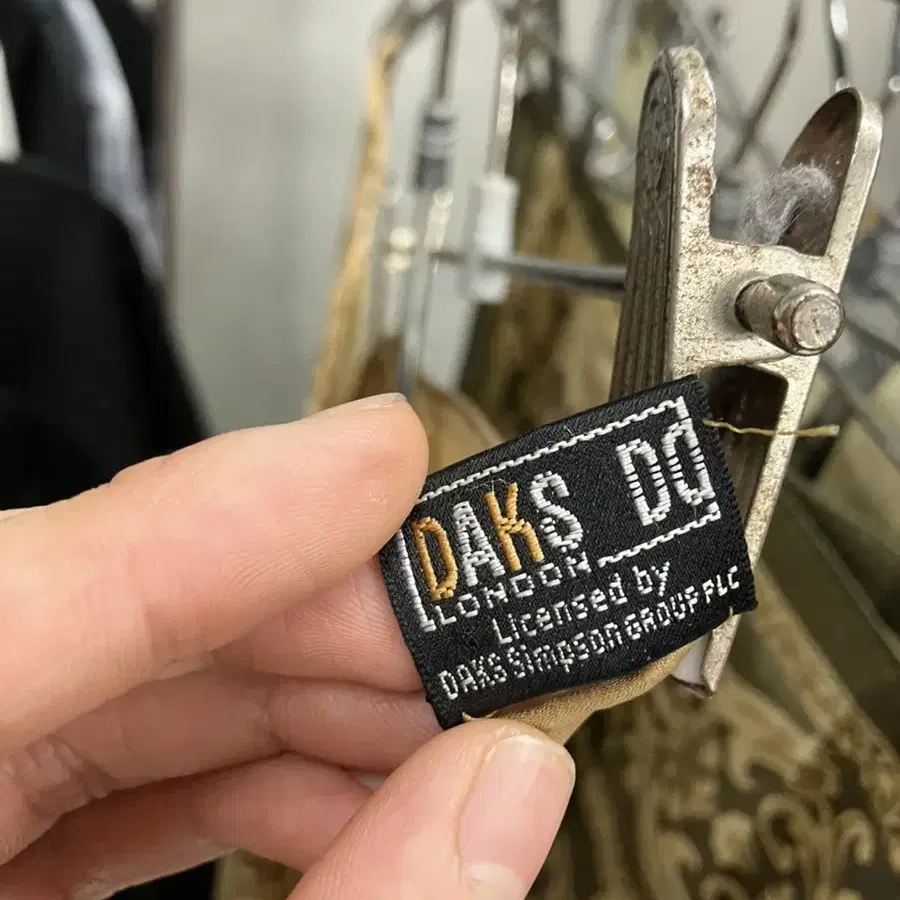 DAKS DQ
LONDON
Licensed by
DAKS Simpson GROUP PLC